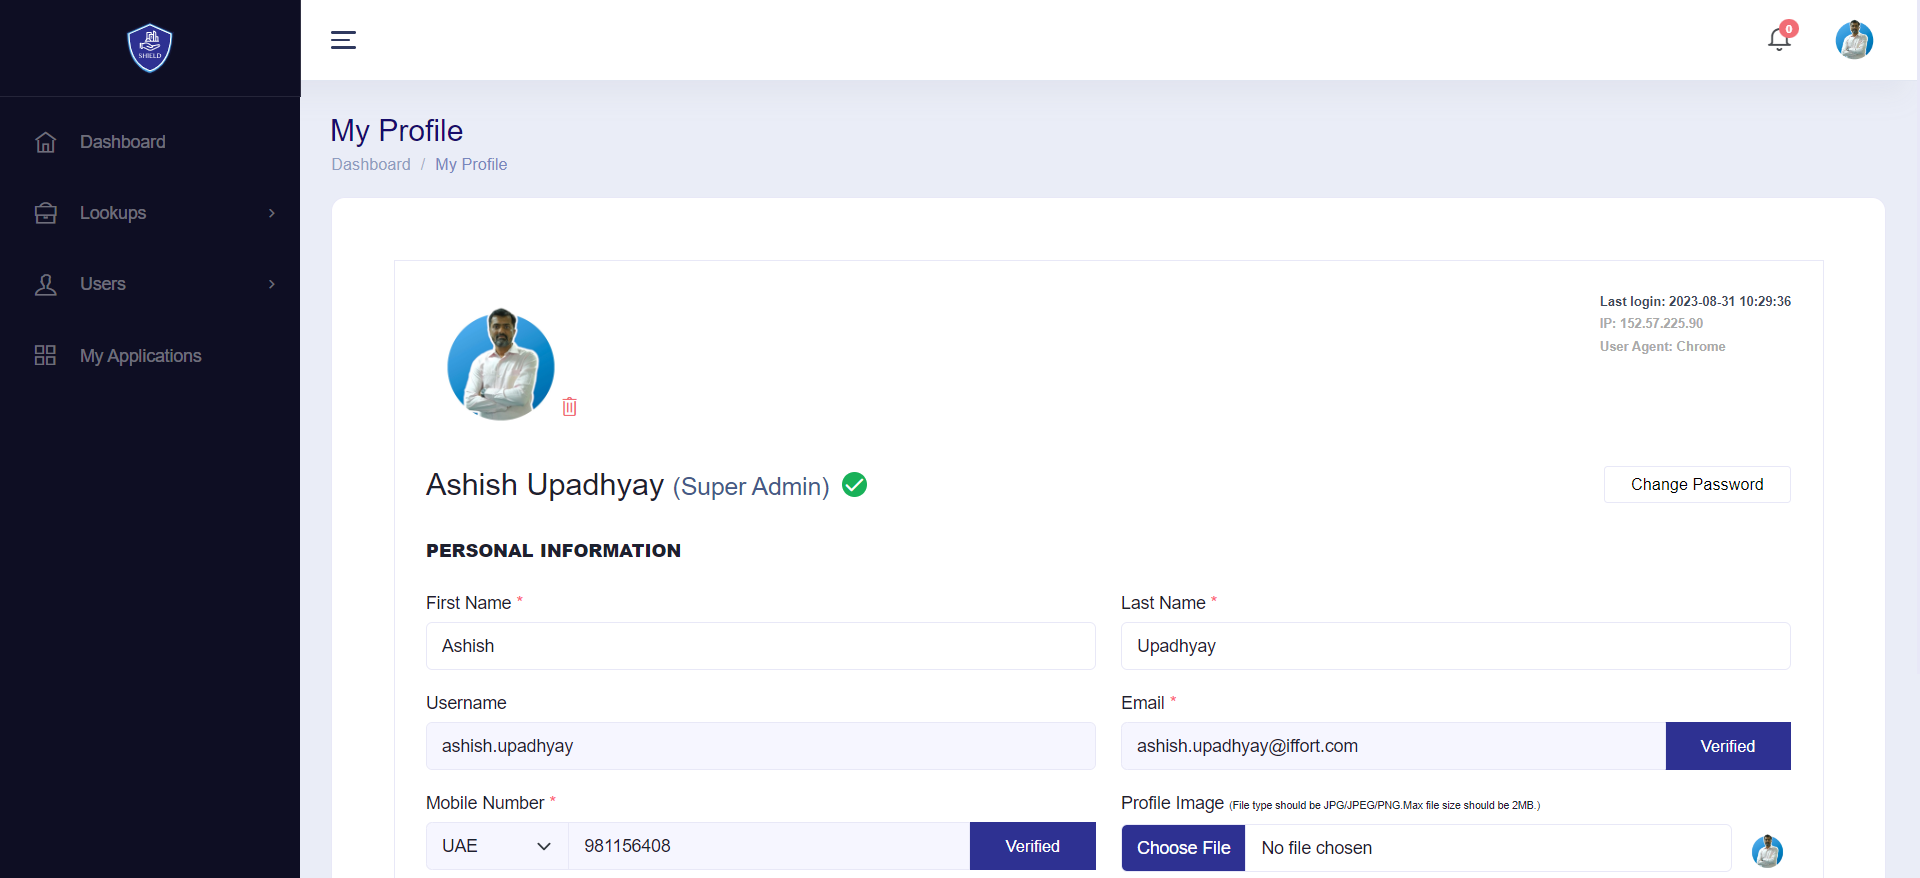 SHIELD
0
Dashboard
Lookups
Users
My Applications
My Profile
Dashboard / My Profile
Last login: 2023-08-31 10:29:36
IP: 152.57.225.90
User Agent: Chrome
Ashish Upadhyay (Super Admin)
Change Password
PERSONAL INFORMATION
First Name *
Last Name *
Ashish
Upadhyay
Username
Email *
ashish.upadhyay
ashish.upadhyay@iffort.com
Verified
Mobile Number *
Profile Image (File type should be JPG/JPEG/PNG.Max file size should be 2MB.)
UAE
981156408
Verified
Choose File
No file chosen